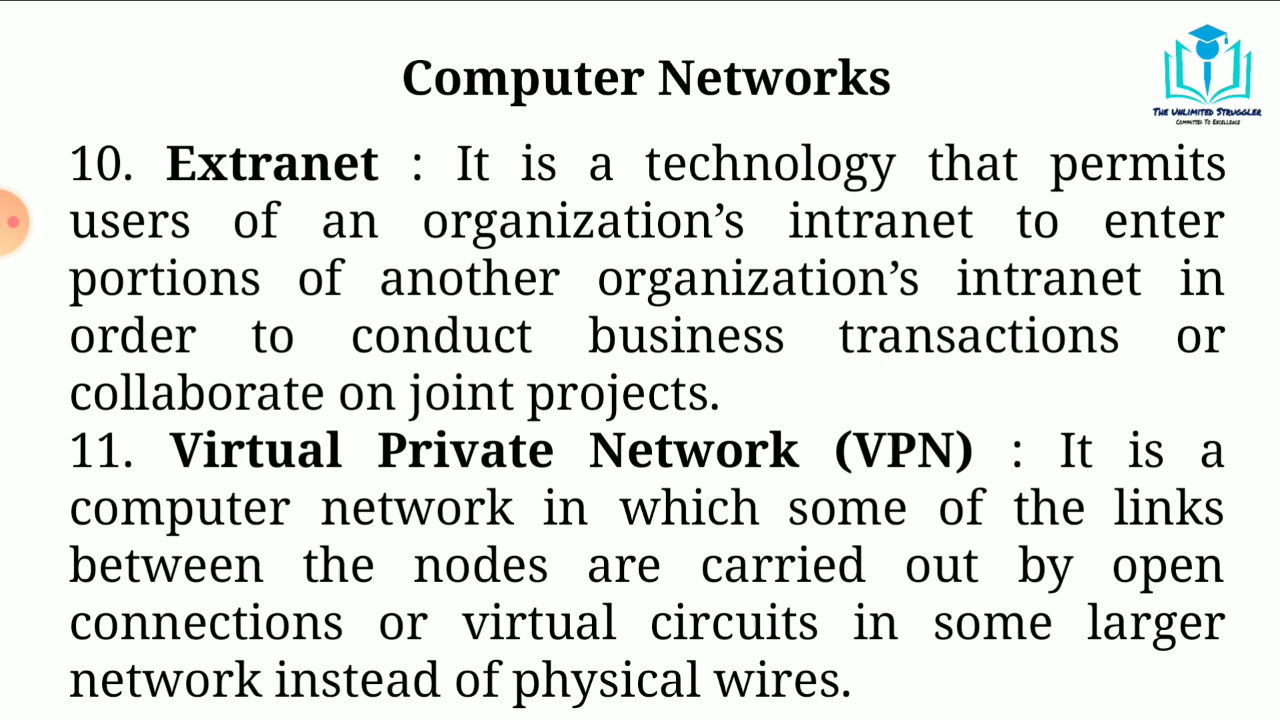 Computer Networks
THE UNLIMITED STRUGGLER
COMMITTED TO EXCELLENCE
10. Extranet : It is a technology that permits
users of an organization’s intranet to enter
portions of another organization’s intranet in
order to conduct business transactions or
collaborate on joint projects.
11. Virtual Private Network (VPN) : It is a
computer network in which some of the links
between the nodes are carried out by open
connections or virtual circuits in some larger
network instead of physical wires.